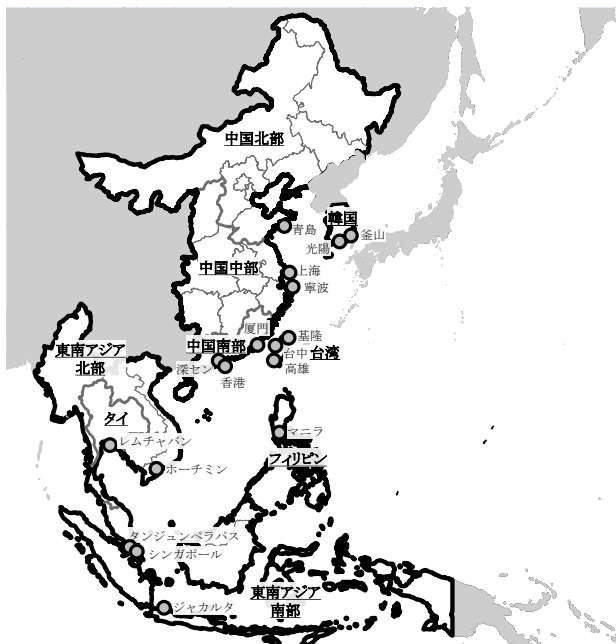 中国北部
韓国
青島
釜山
光陽
中国中部
上海
寧波
厦門
基隆
中国南部
台中
台湾
深セン
香港
高雄
東南アジア
北部
タイ
レムチャバン
マニラ
ホーチミン
フィリピン
タンジュンペラパス
シンガポール
東南アジア
南部
ジャカルタ